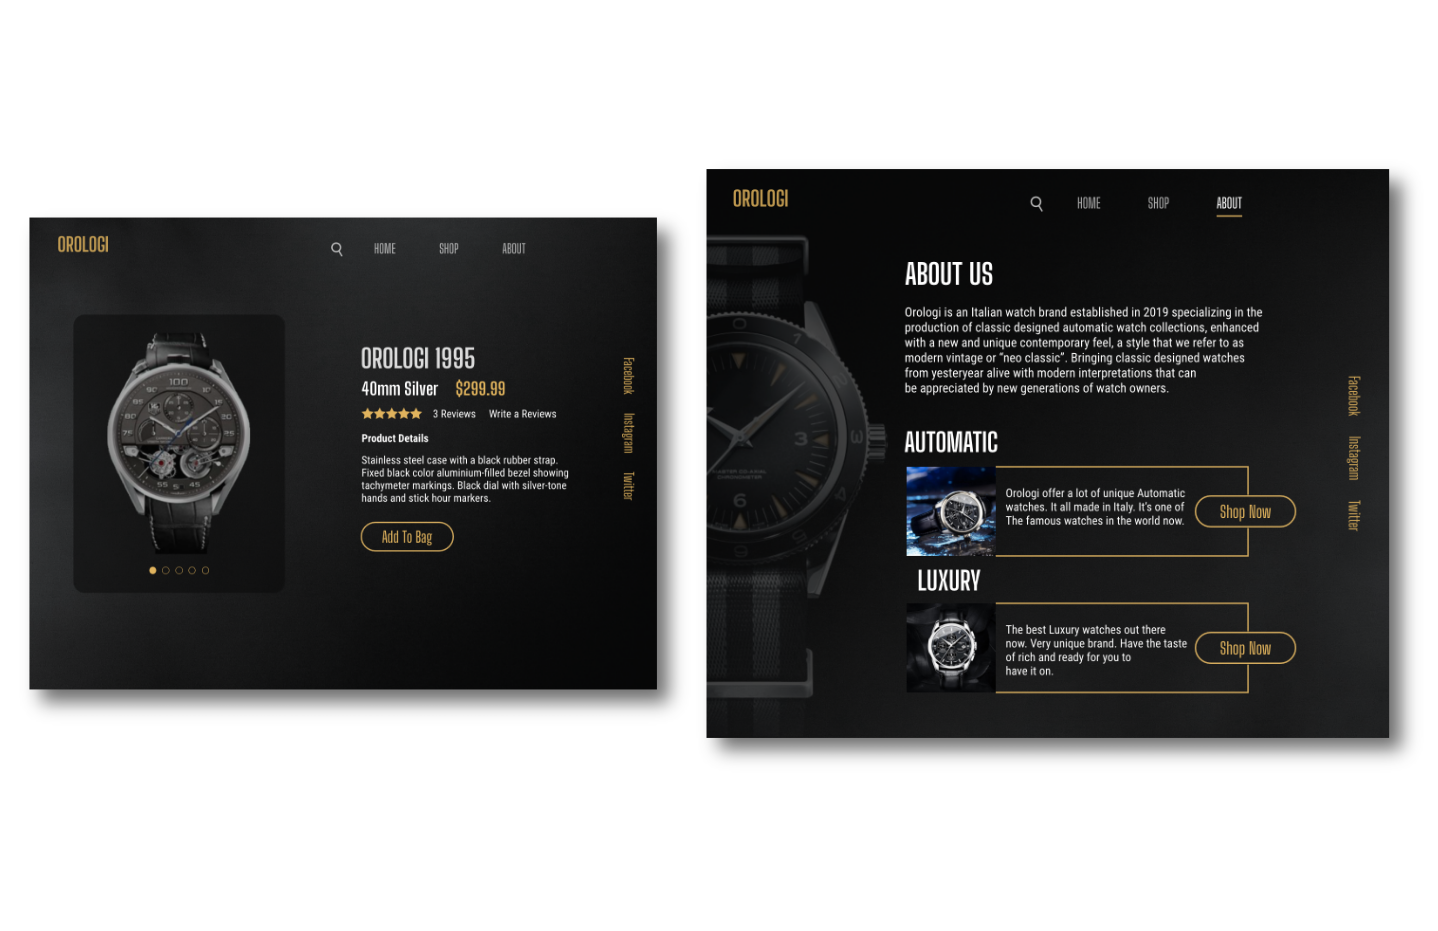 OROLOGI
HOME SHOP ABOUT
100
OROLOGI 1995
40mm Silver $299.99
3 Reviews Write a Reviews
Product Details
Stainless steel case with a black rubber strap.
Fixed black color aluminium-filled bezel showing
tachymeter markings. Black dial with silver-tone
hands and stick hour markers.
Add To Bag
Facebook Instagram Twitter
OROLOGI
HOME SHOP ABOUT
ABOUT US
Orologi is an Italian watch brand established in 2019 specializing in the
production of classic designed automatic watch collections, enhanced
with a new and unique contemporary feel, a style that we refer to as
modern vintage or “neo classic”. Bringing classic designed watches
from yesteryear alive with modern interpretations that can
be appreciated by new generations of watch owners.
3
6
AUTOMATIC
Orologi offer a lot of unique Automatic
watches. It all made in Italy. It's one of
The famous watches in the world now.
Shop Now
LUXURY
The best Luxury watches out there
now. Very unique brand. Have the taste
of rich and ready for you to
have it on.
Shop Now
Facebook Instagram Twitter